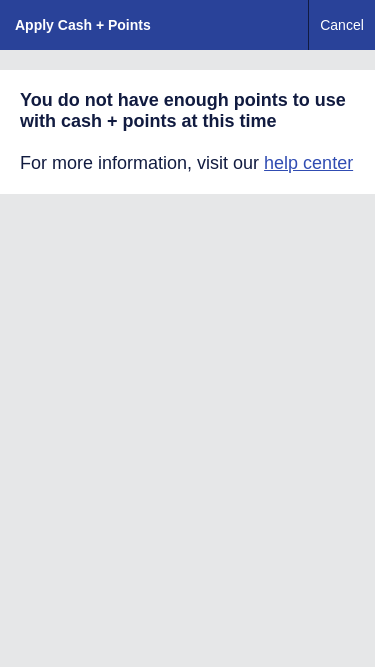 Apply Cash + Points
Cancel
You do not have enough points to use
with cash + points at this time
For more information, visit our help center